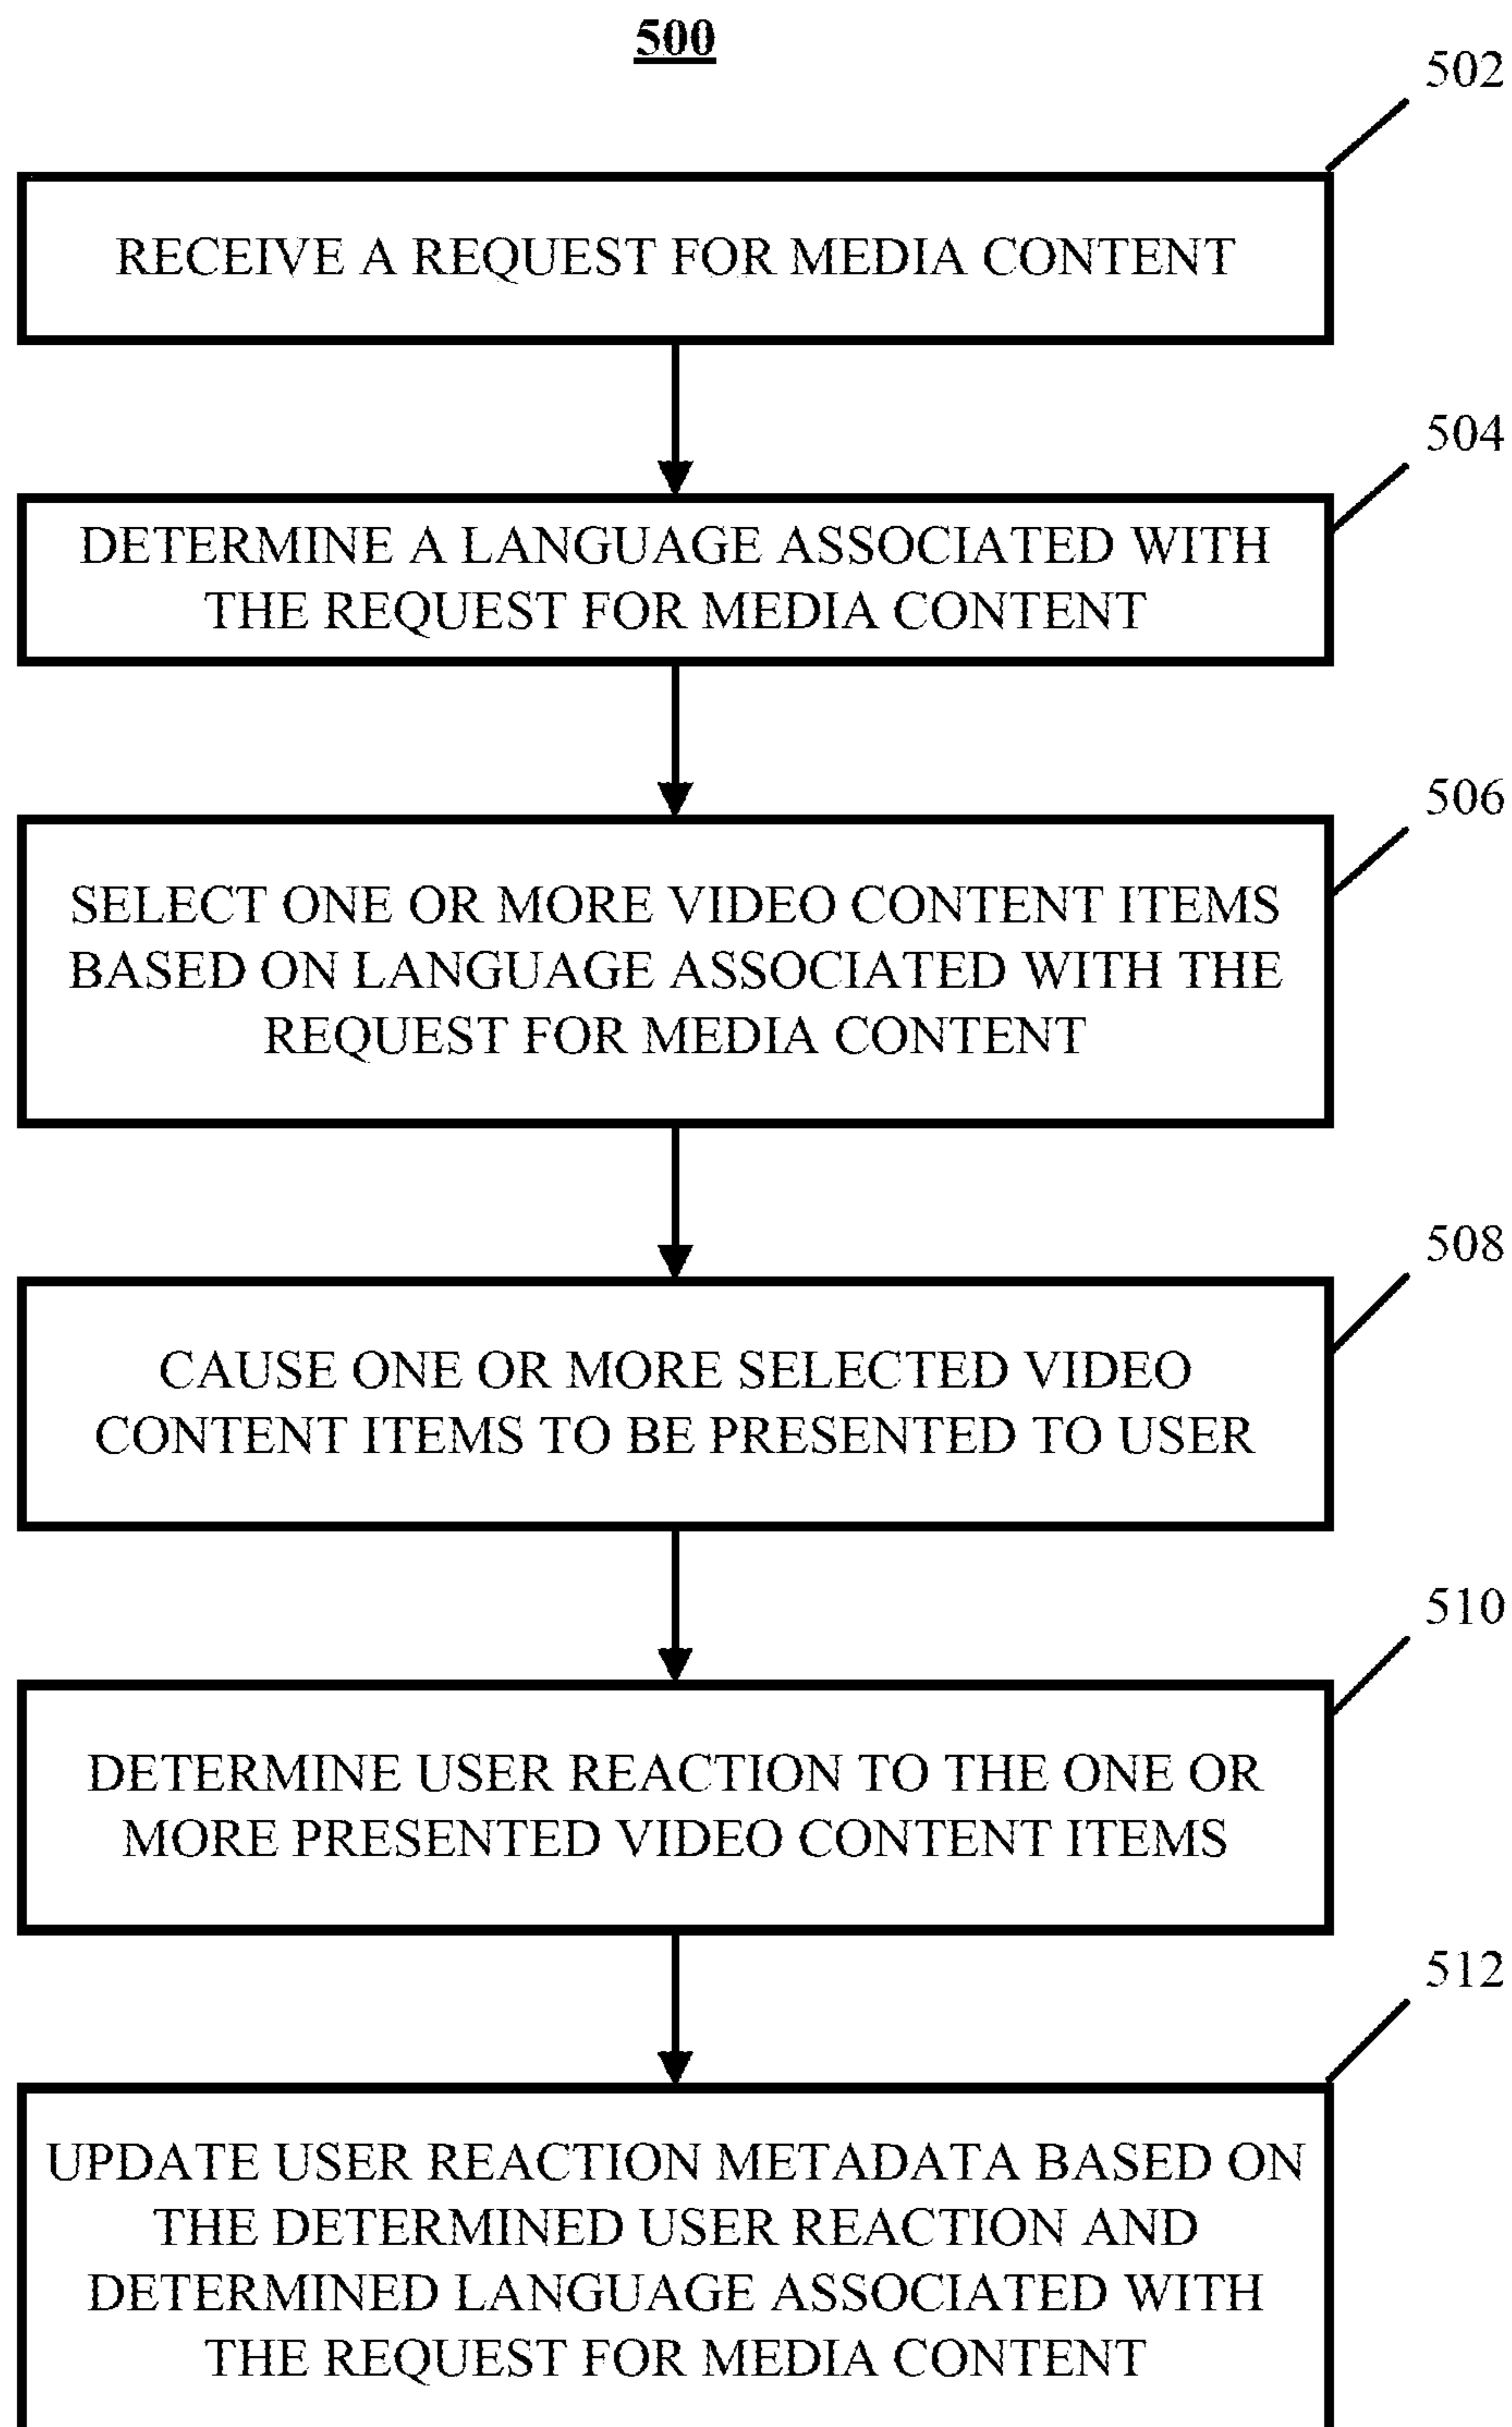 500
502
RECEIVE A REQUEST FOR MEDIA CONTENT
504
DETERMINE A LANGUAGE ASSOCIATED WITH
THE REQUEST FOR MEDIA CONTENT
506
SELECT ONE OR MORE VIDEO CONTENT ITEMS
BASED ON LANGUAGE ASSOCIATED WITH THE
REQUEST FOR MEDIA CONTENT
508
CAUSE ONE OR MORE SELECTED VIDEO
CONTENT ITEMS TO BE PRESENTED TO USER
510
DETERMINE USER REACTION TO THE ONE OR
MORE PRESENTED VIDEO CONTENT ITEMS
512
UPDATE USER REACTION METADATA BASED ON
THE DETERMINED USER REACTION AND
DETERMINED LANGUAGE ASSOCIATED WITH
THE REQUEST FOR MEDIA CONTENT